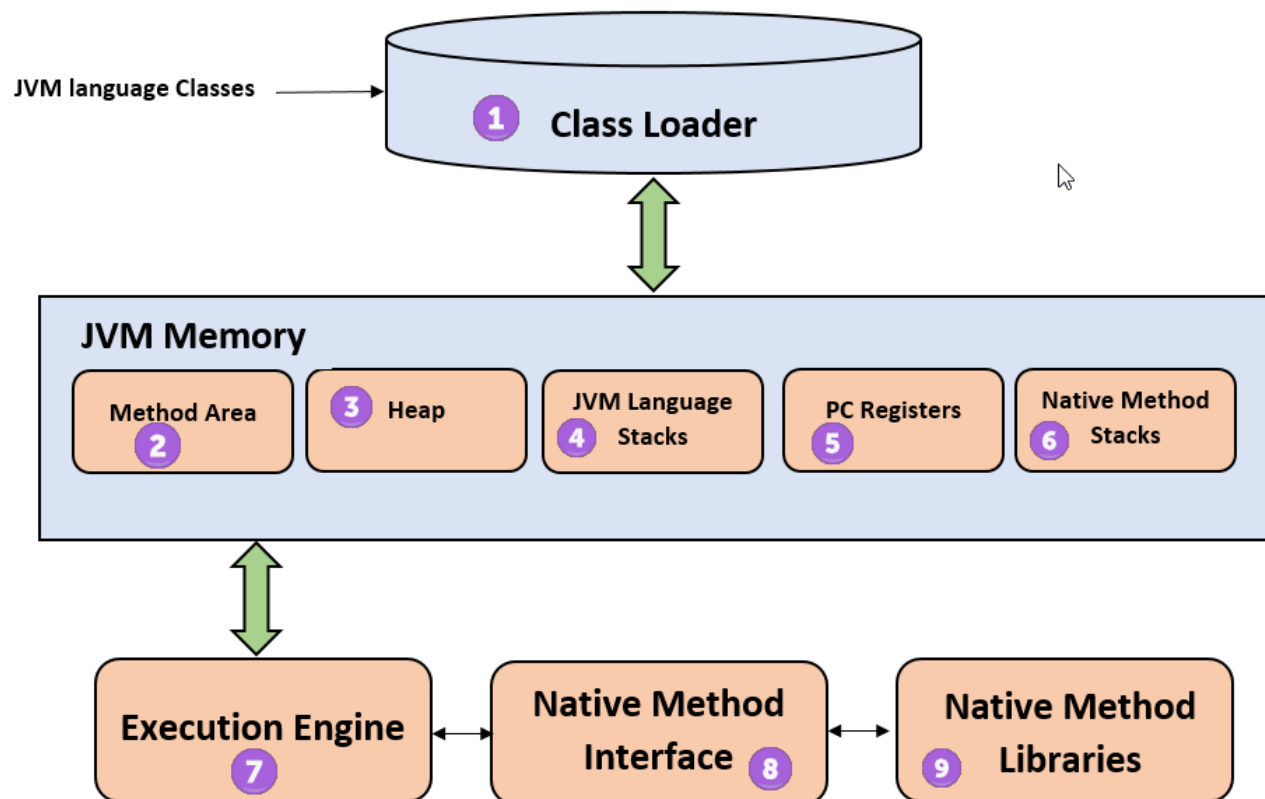 JVM language Classes
1 Class Loader
JVM Memory
Method Area
2
3 Heap
JVM Language
4 Stacks
PC Registers
5
Native Method
6 Stacks
Execution Engine
7
Native Method
Interface 8
Native Method
9 Libraries